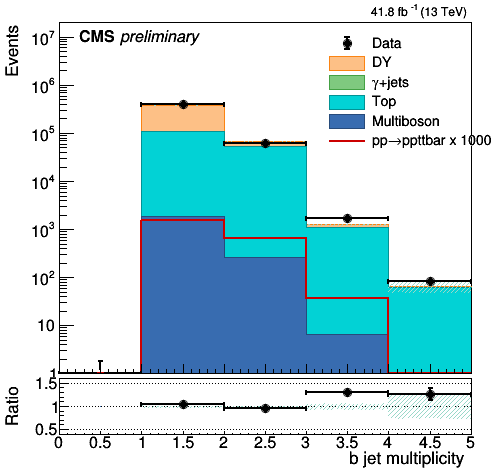 41.8 fb⁻¹ (13 TeV)
CMS preliminary
Events
10⁷
10⁶
10⁵
10⁴
10³
10²
10
1
Data
DY
γ+jets
Top
Multiboson
pp→ppttbar x 1000
Ratio
1.5
1
0.5
0 0.5 1 1.5 2 2.5 3 3.5 4 4.5 5
b jet multiplicity